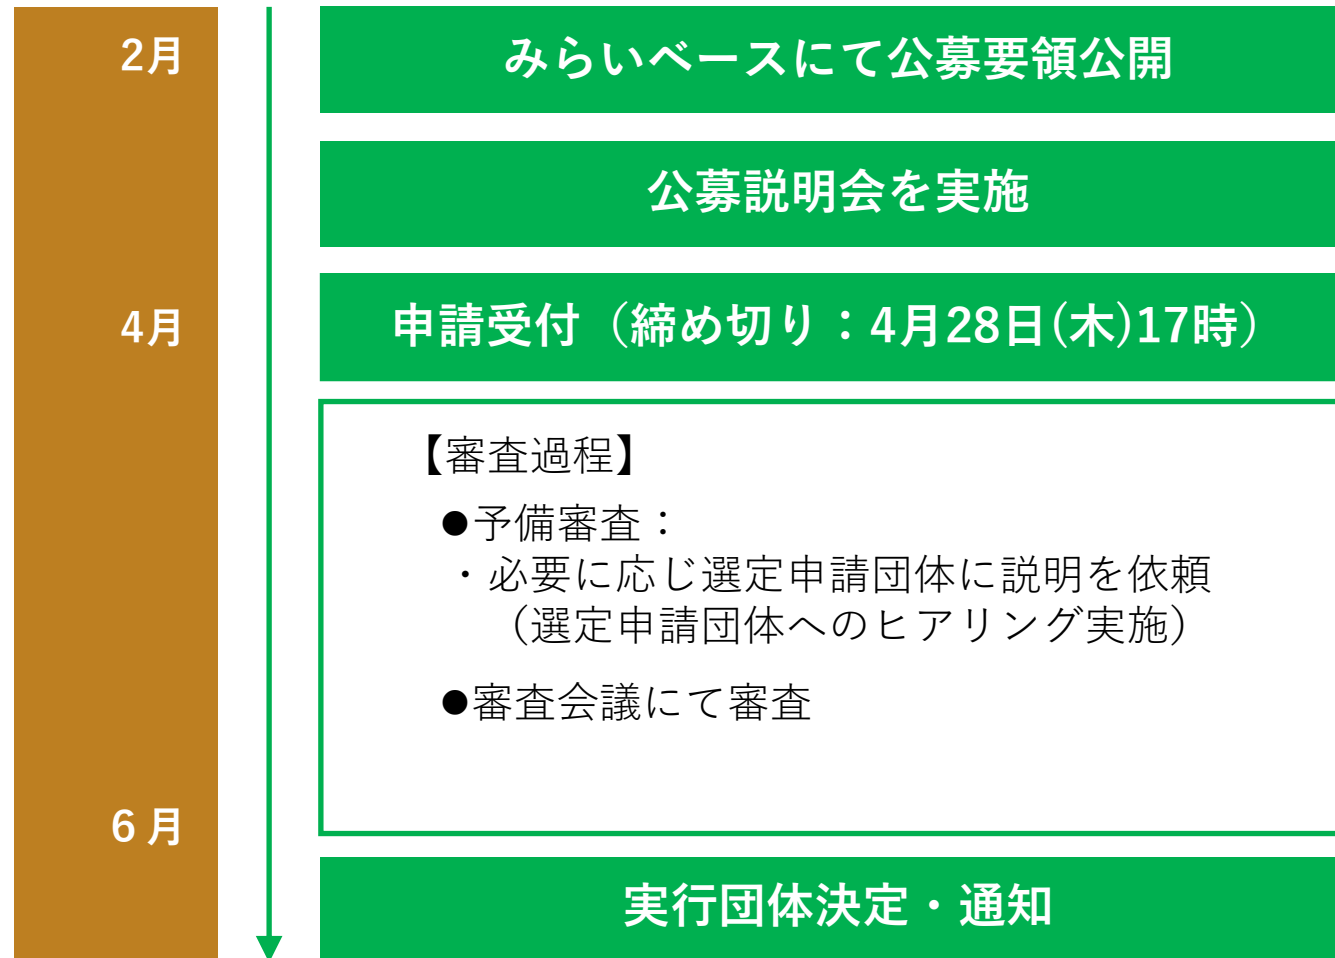 2月
みらいベースにて公募要領公開
公募説明会を実施
4月
申請受付（締め切り：4月28日(木)17時）
【審査過程】
●予備審査：
・必要に応じ選定申請団体に説明を依頼
（選定申請団体へのヒアリング実施）
●審査会議にて審査
6月
実行団体決定・通知